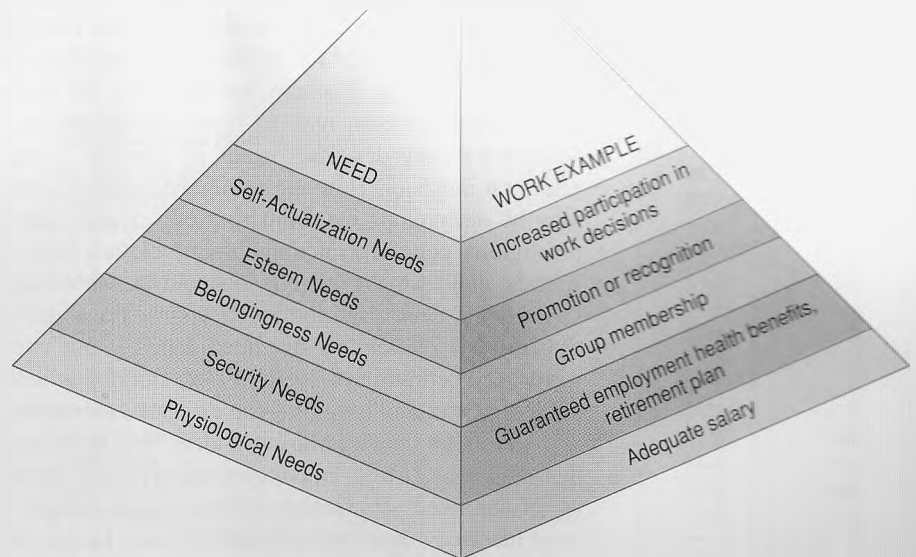 NEED
WORK EXAMPLE
Self-Actualization Needs
Increased participation in
work decisions
Esteem Needs
Promotion or recognition
Belongingness Needs
Group membership
Security Needs
Guaranteed employment health benefits,
retirement plan
Physiological Needs
Adequate salary